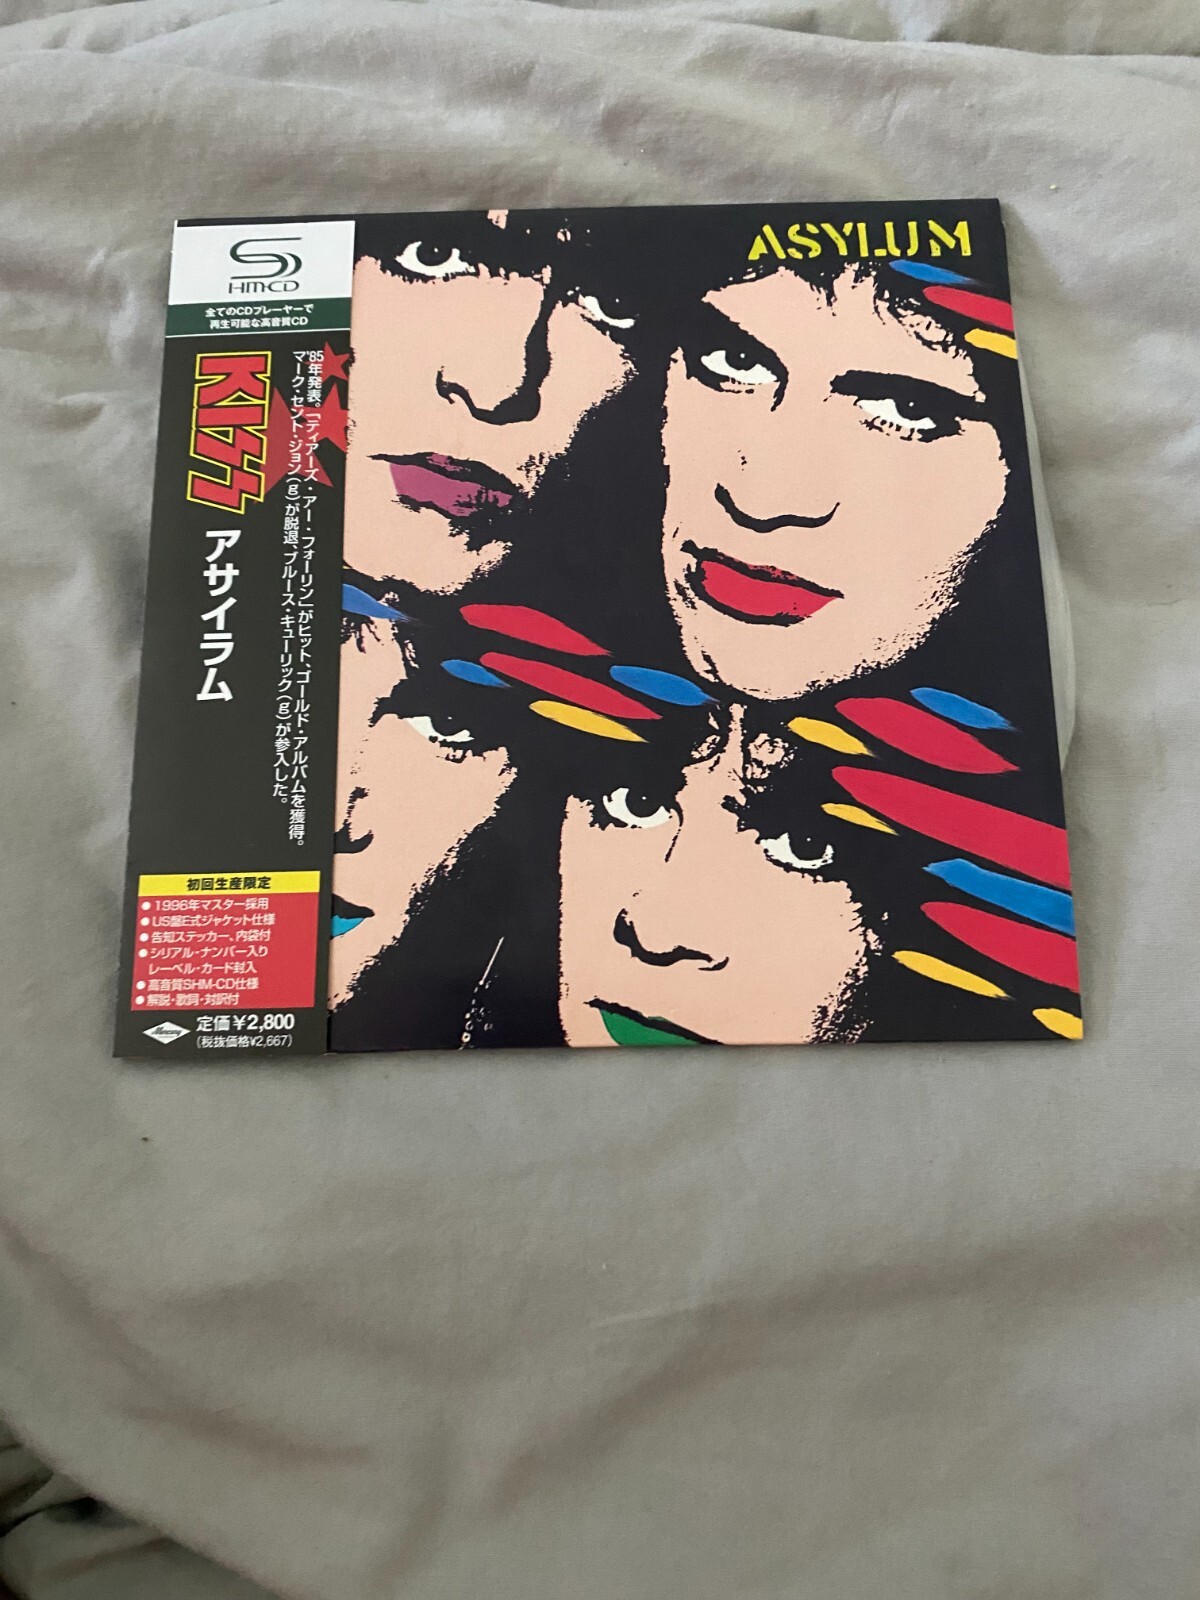 ASYLUM
HM-CD
全てのCDプレーヤーで
再生可能な高音質CD
KISS
アサイラム
'85年発表。「ティアーズ・アー・フォーリン」がヒット、ゴールド・アルバムを獲得。
マーク・セント・ジョン(g)が脱退、ブルース・キューリック(g)が参入した。
初回生産限定
●1996年マスター採用
●US盤E式ジャケット仕様
●告知ステッカー、内袋付
●シリアル・ナンバー入り
レーベル・カード封入
●高音質SHM-CD仕様
●解説・歌詞・対訳付
Mercury
定価¥2,800
(税抜価格¥2,667)